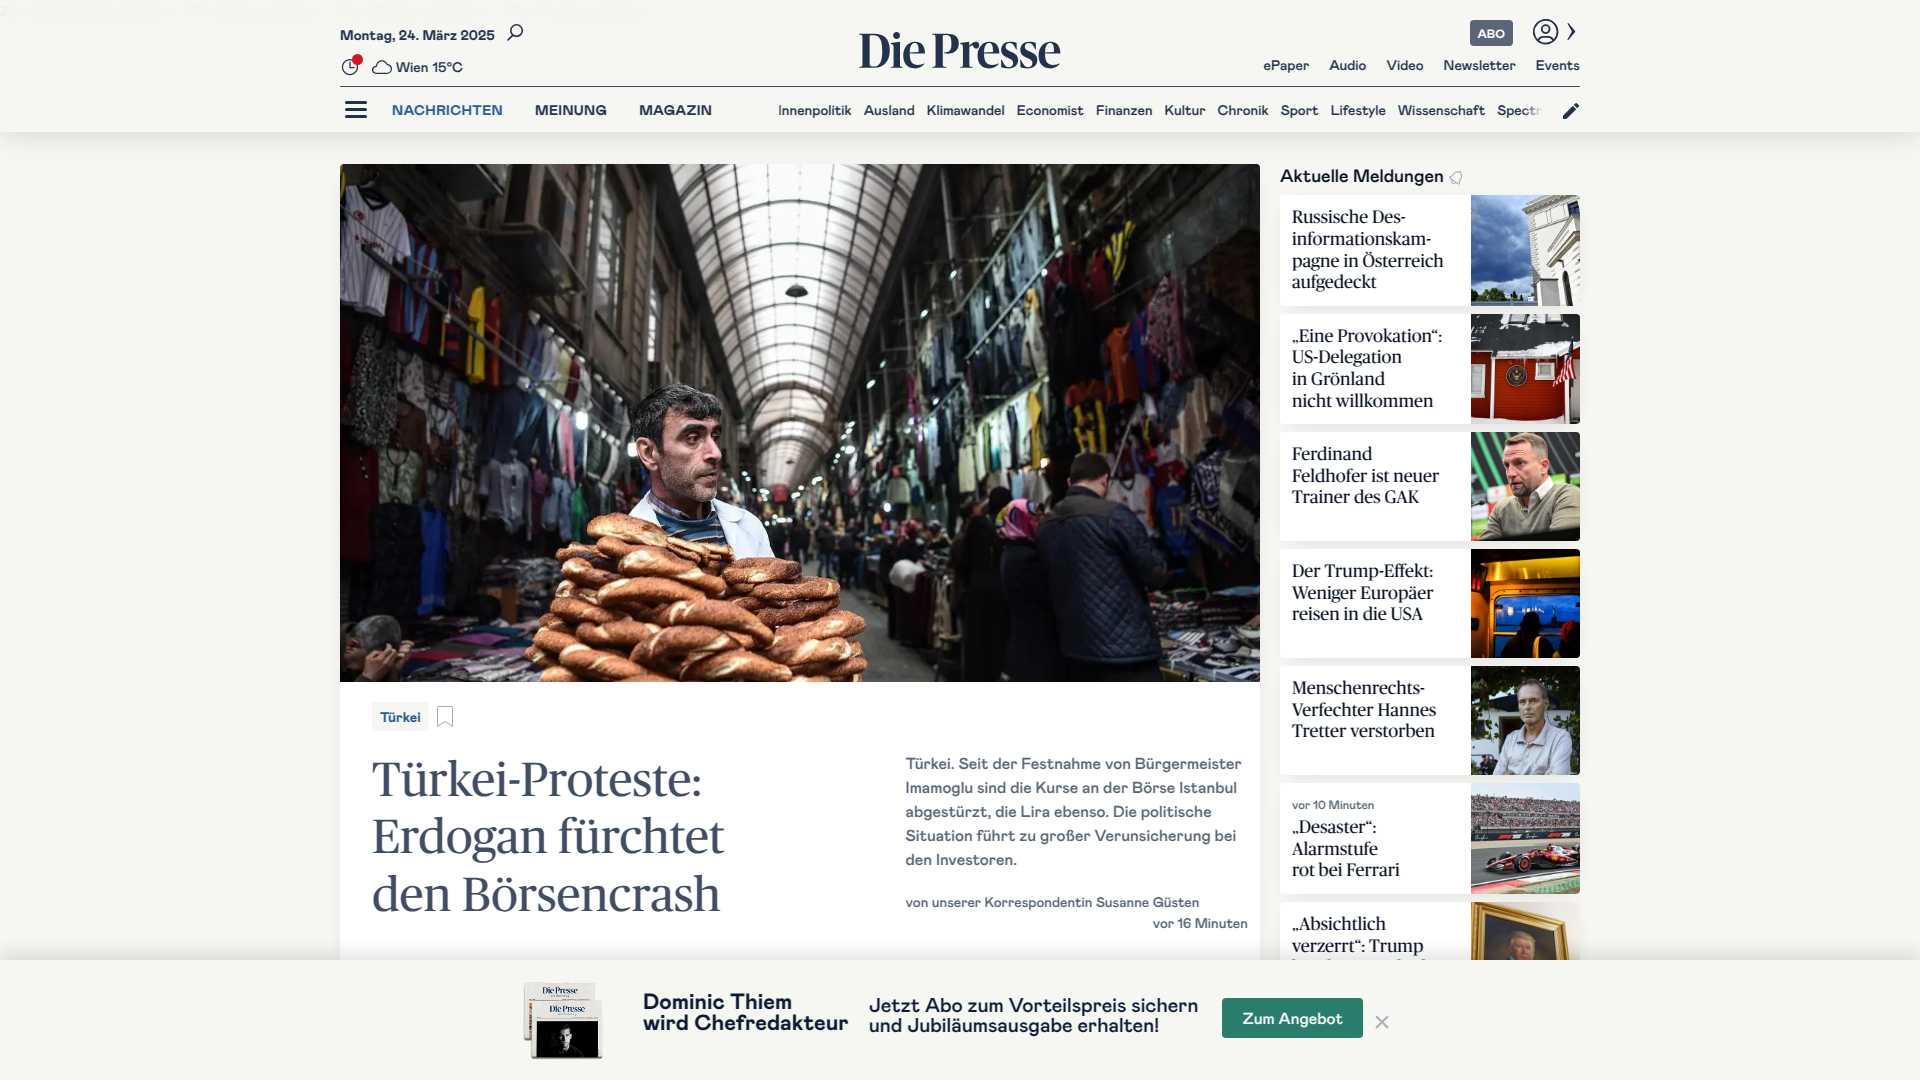 Montag, 24. März 2025
Wien 15°C
Die Presse
ABO
ePaper Audio Video Newsletter Events
NACHRICHTEN MEINUNG MAGAZIN
Innenpolitik Ausland Klimawandel Economist Finanzen Kultur Chronik Sport Lifestyle Wissenschaft Spectr
Türkei
Türkei-Proteste:
Erdogan fürchtet
den Börsencrash
Türkei. Seit der Festnahme von Bürgermeister
Imamoglu sind die Kurse an der Börse Istanbul
abgestürzt, die Lira ebenso. Die politische
Situation führt zu großer Verunsicherung bei
den Investoren.
von unserer Korrespondentin Susanne Güsten
vor 16 Minuten
Aktuelle Meldungen
Russische Des-
informationskam-
pagne in Österreich
aufgedeckt
„Eine Provokation“:
US-Delegation
in Grönland
nicht willkommen
Ferdinand
Feldhofer ist neuer
Trainer des GAK
Der Trump-Effekt:
Weniger Europäer
reisen in die USA
Menschenrechts-
Verfechter Hannes
Tretter verstorben
vor 10 Minuten
„Desaster“:
Alarmstufe
rot bei Ferrari
„Absichtlich
verzerrt“: Trump
Die Presse
Die Presse
Dominic Thiem
wird Chefredakteur
Jetzt Abo zum Vorteilspreis sichern
und Jubiläumsausgabe erhalten!
Zum Angebot